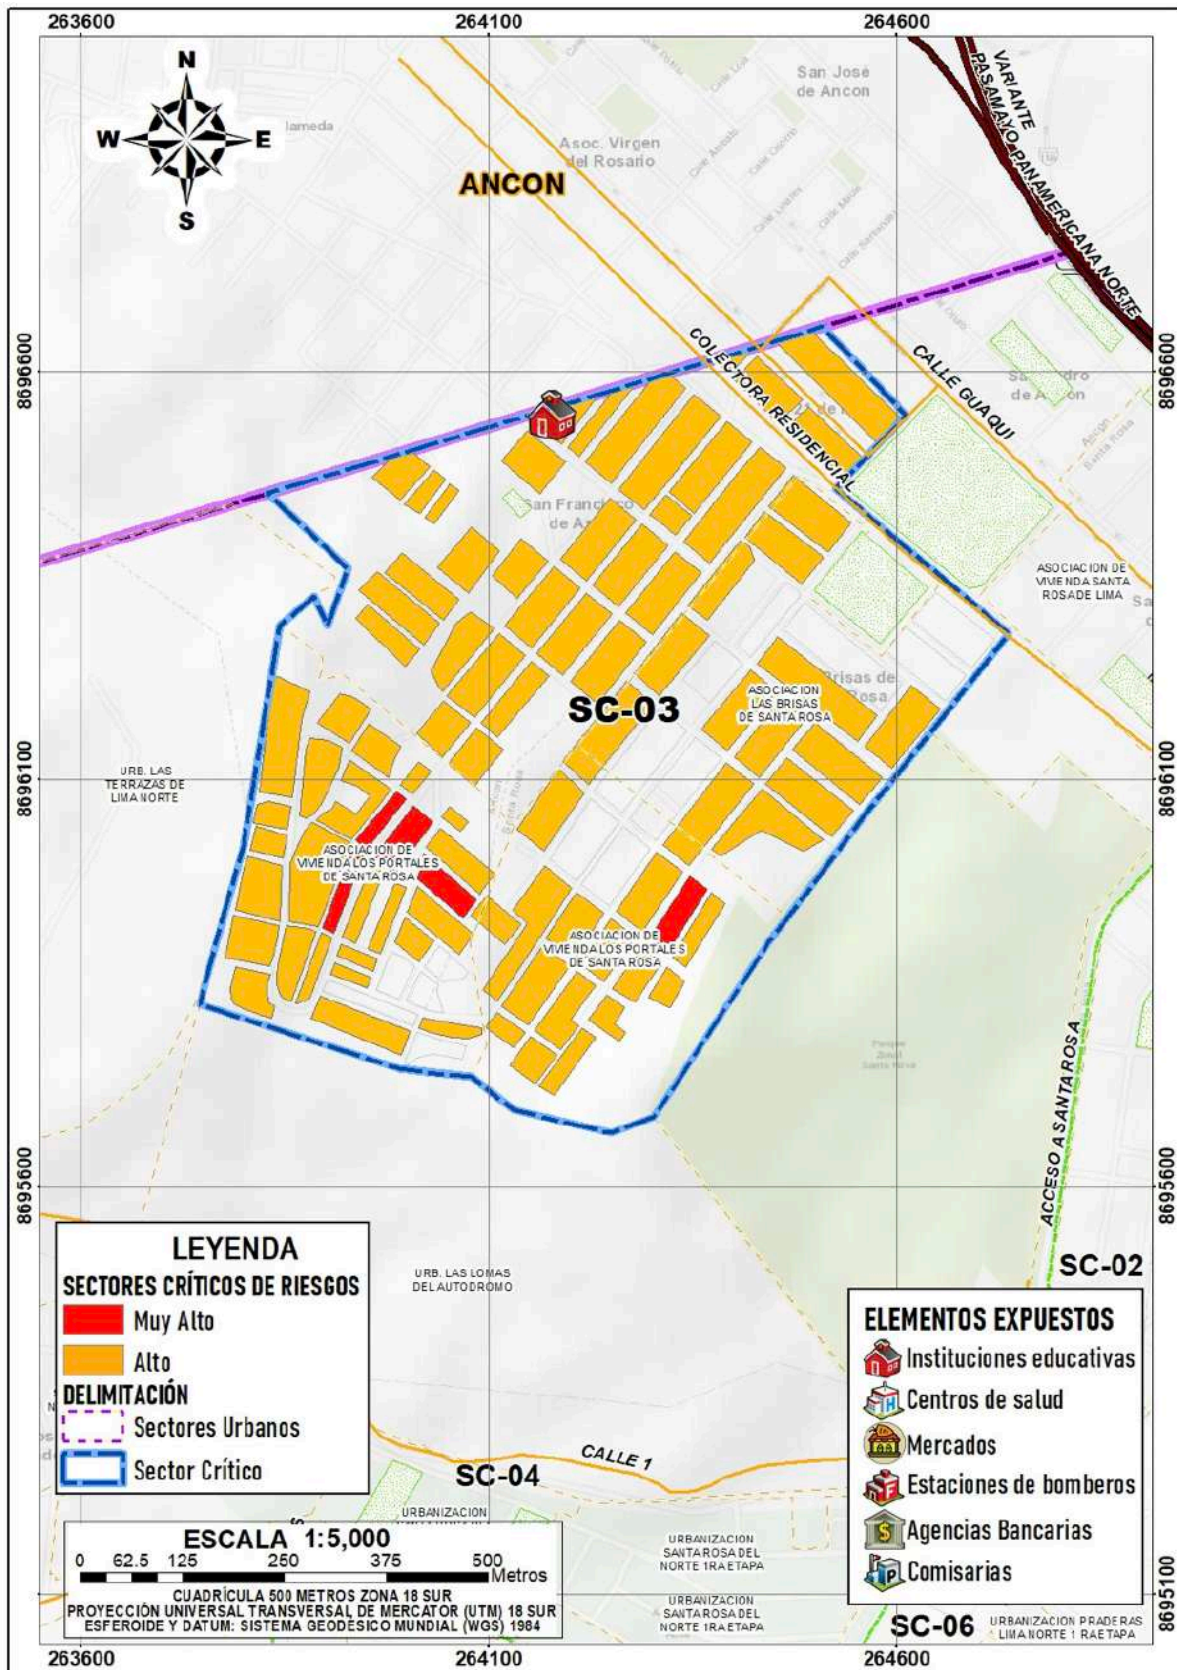 263600
264100
264600
N
W
E
S
ANCON
San José
de Ancon
Asoc. Virgen
del Rosario
VARIANTE
PASAMAYO PANAMERICANA NORTE
8696600
8696600
COLECTORA RESIDENCIAL
CALLE GUAQUI
San Francisco
ASOCIACION DE
VIVIENDA SANTA
ROSA DE LIMA
SC-03
ASOCIACION
LAS BRISAS
DE SANTA ROSA
Brisas de
Rosa
8696100
8696100
URB. LAS
TERRAZAS DE
LIMA NORTE
ASOCIACION DE
VIVIENDA LOS PORTALES
DE SANTA ROSA
ASOCIACION DE
VIVIENDA LOS PORTALES
DE SANTA ROSA
Parque
Zonal
Santa Rosa
ACCESO A SANTA ROSA
8695600
8695600
SC-02
URB. LAS LOMAS
DEL AUTODROMO
LEYENDA
SECTORES CRÍTICOS DE RIESGOS
Muy Alto
Alto
DELIMITACIÓN
Sectores Urbanos
Sector Crítico
ELEMENTOS EXPUESTOS
Instituciones educativas
Centros de salud
Mercados
Estaciones de bomberos
Agencias Bancarias
Comisarias
CALLE 1
SC-04
URBANIZACION
URBANIZACION
SANTA ROSA DEL
NORTE 1RA ETAPA
URBANIZACION
SANTA ROSA DEL
NORTE 1RA ETAPA
ESCALA 1:5,000
0 62.5 125 250 375 500
Metros
CUADRÍCULA 500 METROS ZONA 18 SUR
PROYECCIÓN UNIVERSAL TRANSVERSAL DE MERCATOR (UTM) 18 SUR
ESFEROIDE Y DATUM: SISTEMA GEODÉSICO MUNDIAL (WGS) 1984
8695100
SC-06
URBANIZACION PRADERAS
LIMA NORTE 1 RA ETAPA
263600
264100
264600